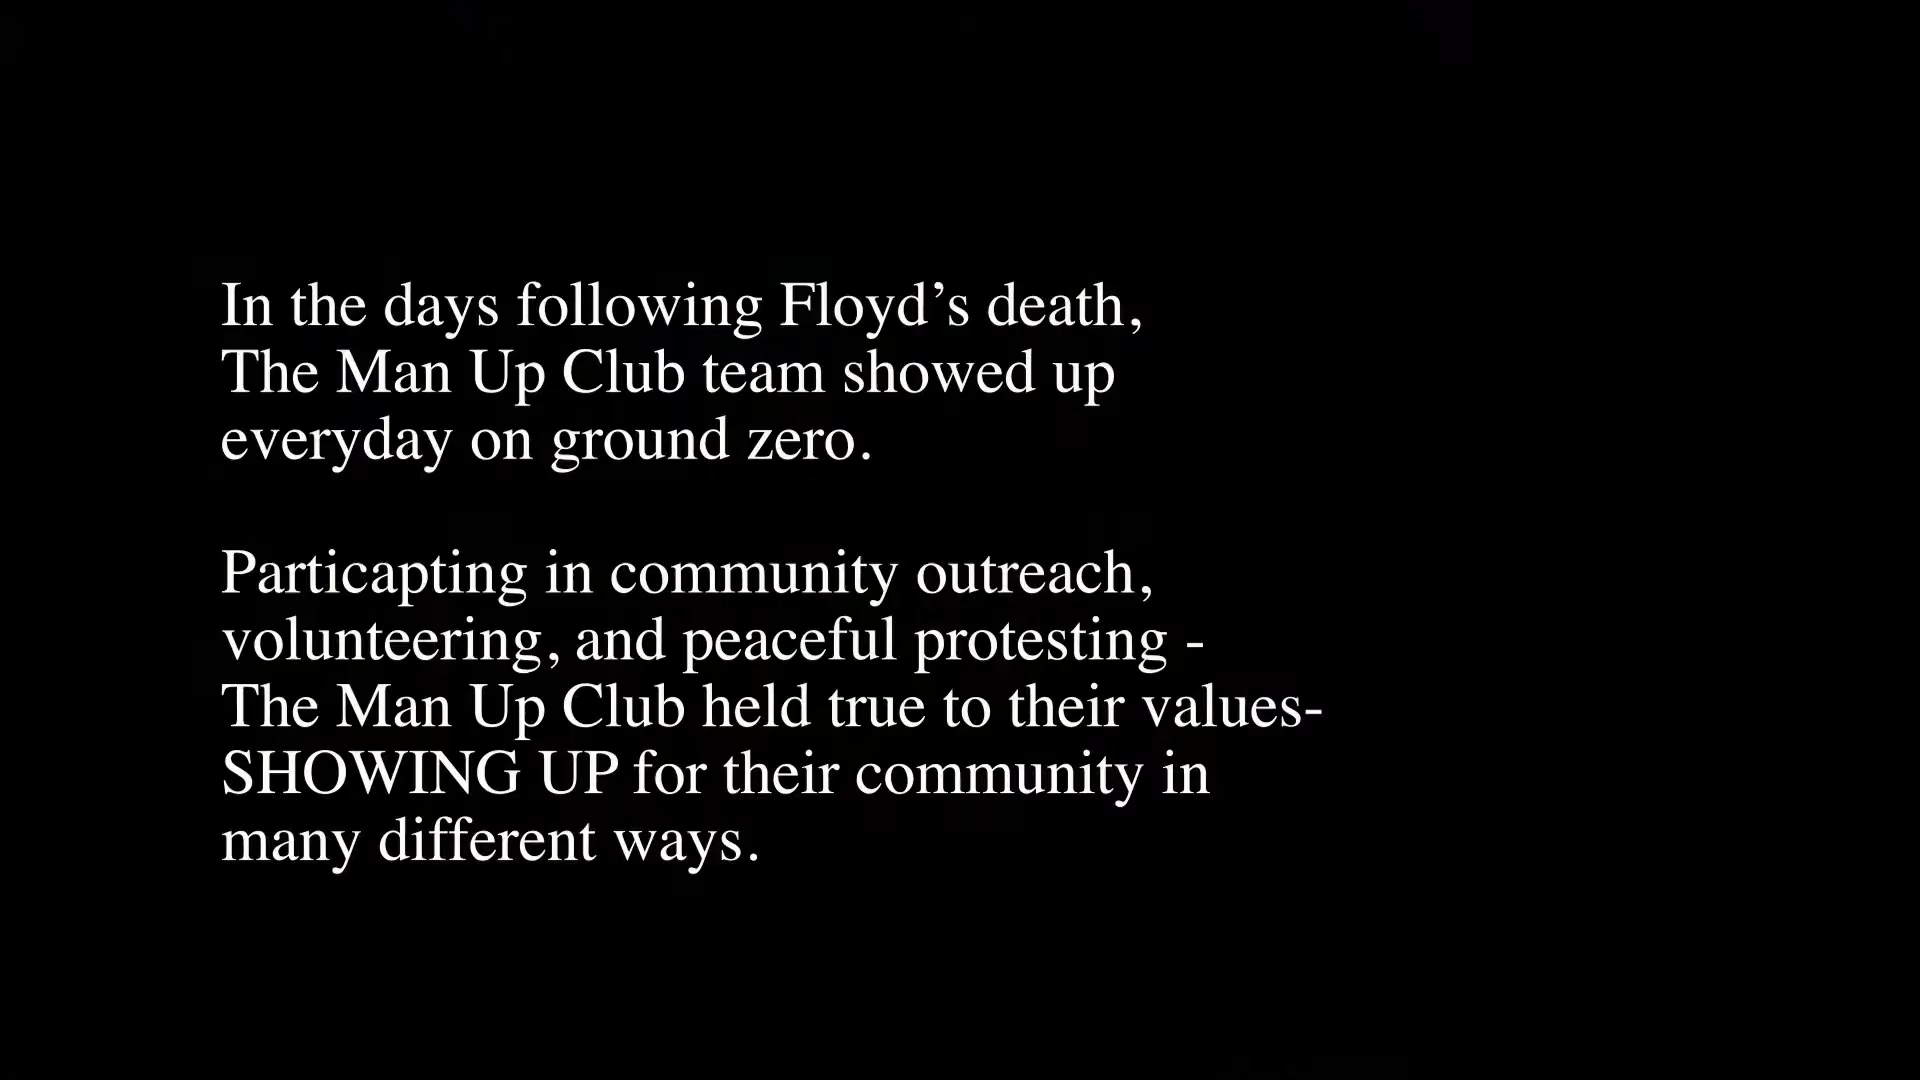 In the days following Floyd’s death,
The Man Up Club team showed up
everyday on ground zero.
Particapting in community outreach,
volunteering, and peaceful protesting -
The Man Up Club held true to their values-
SHOWING UP for their community in
many different ways.